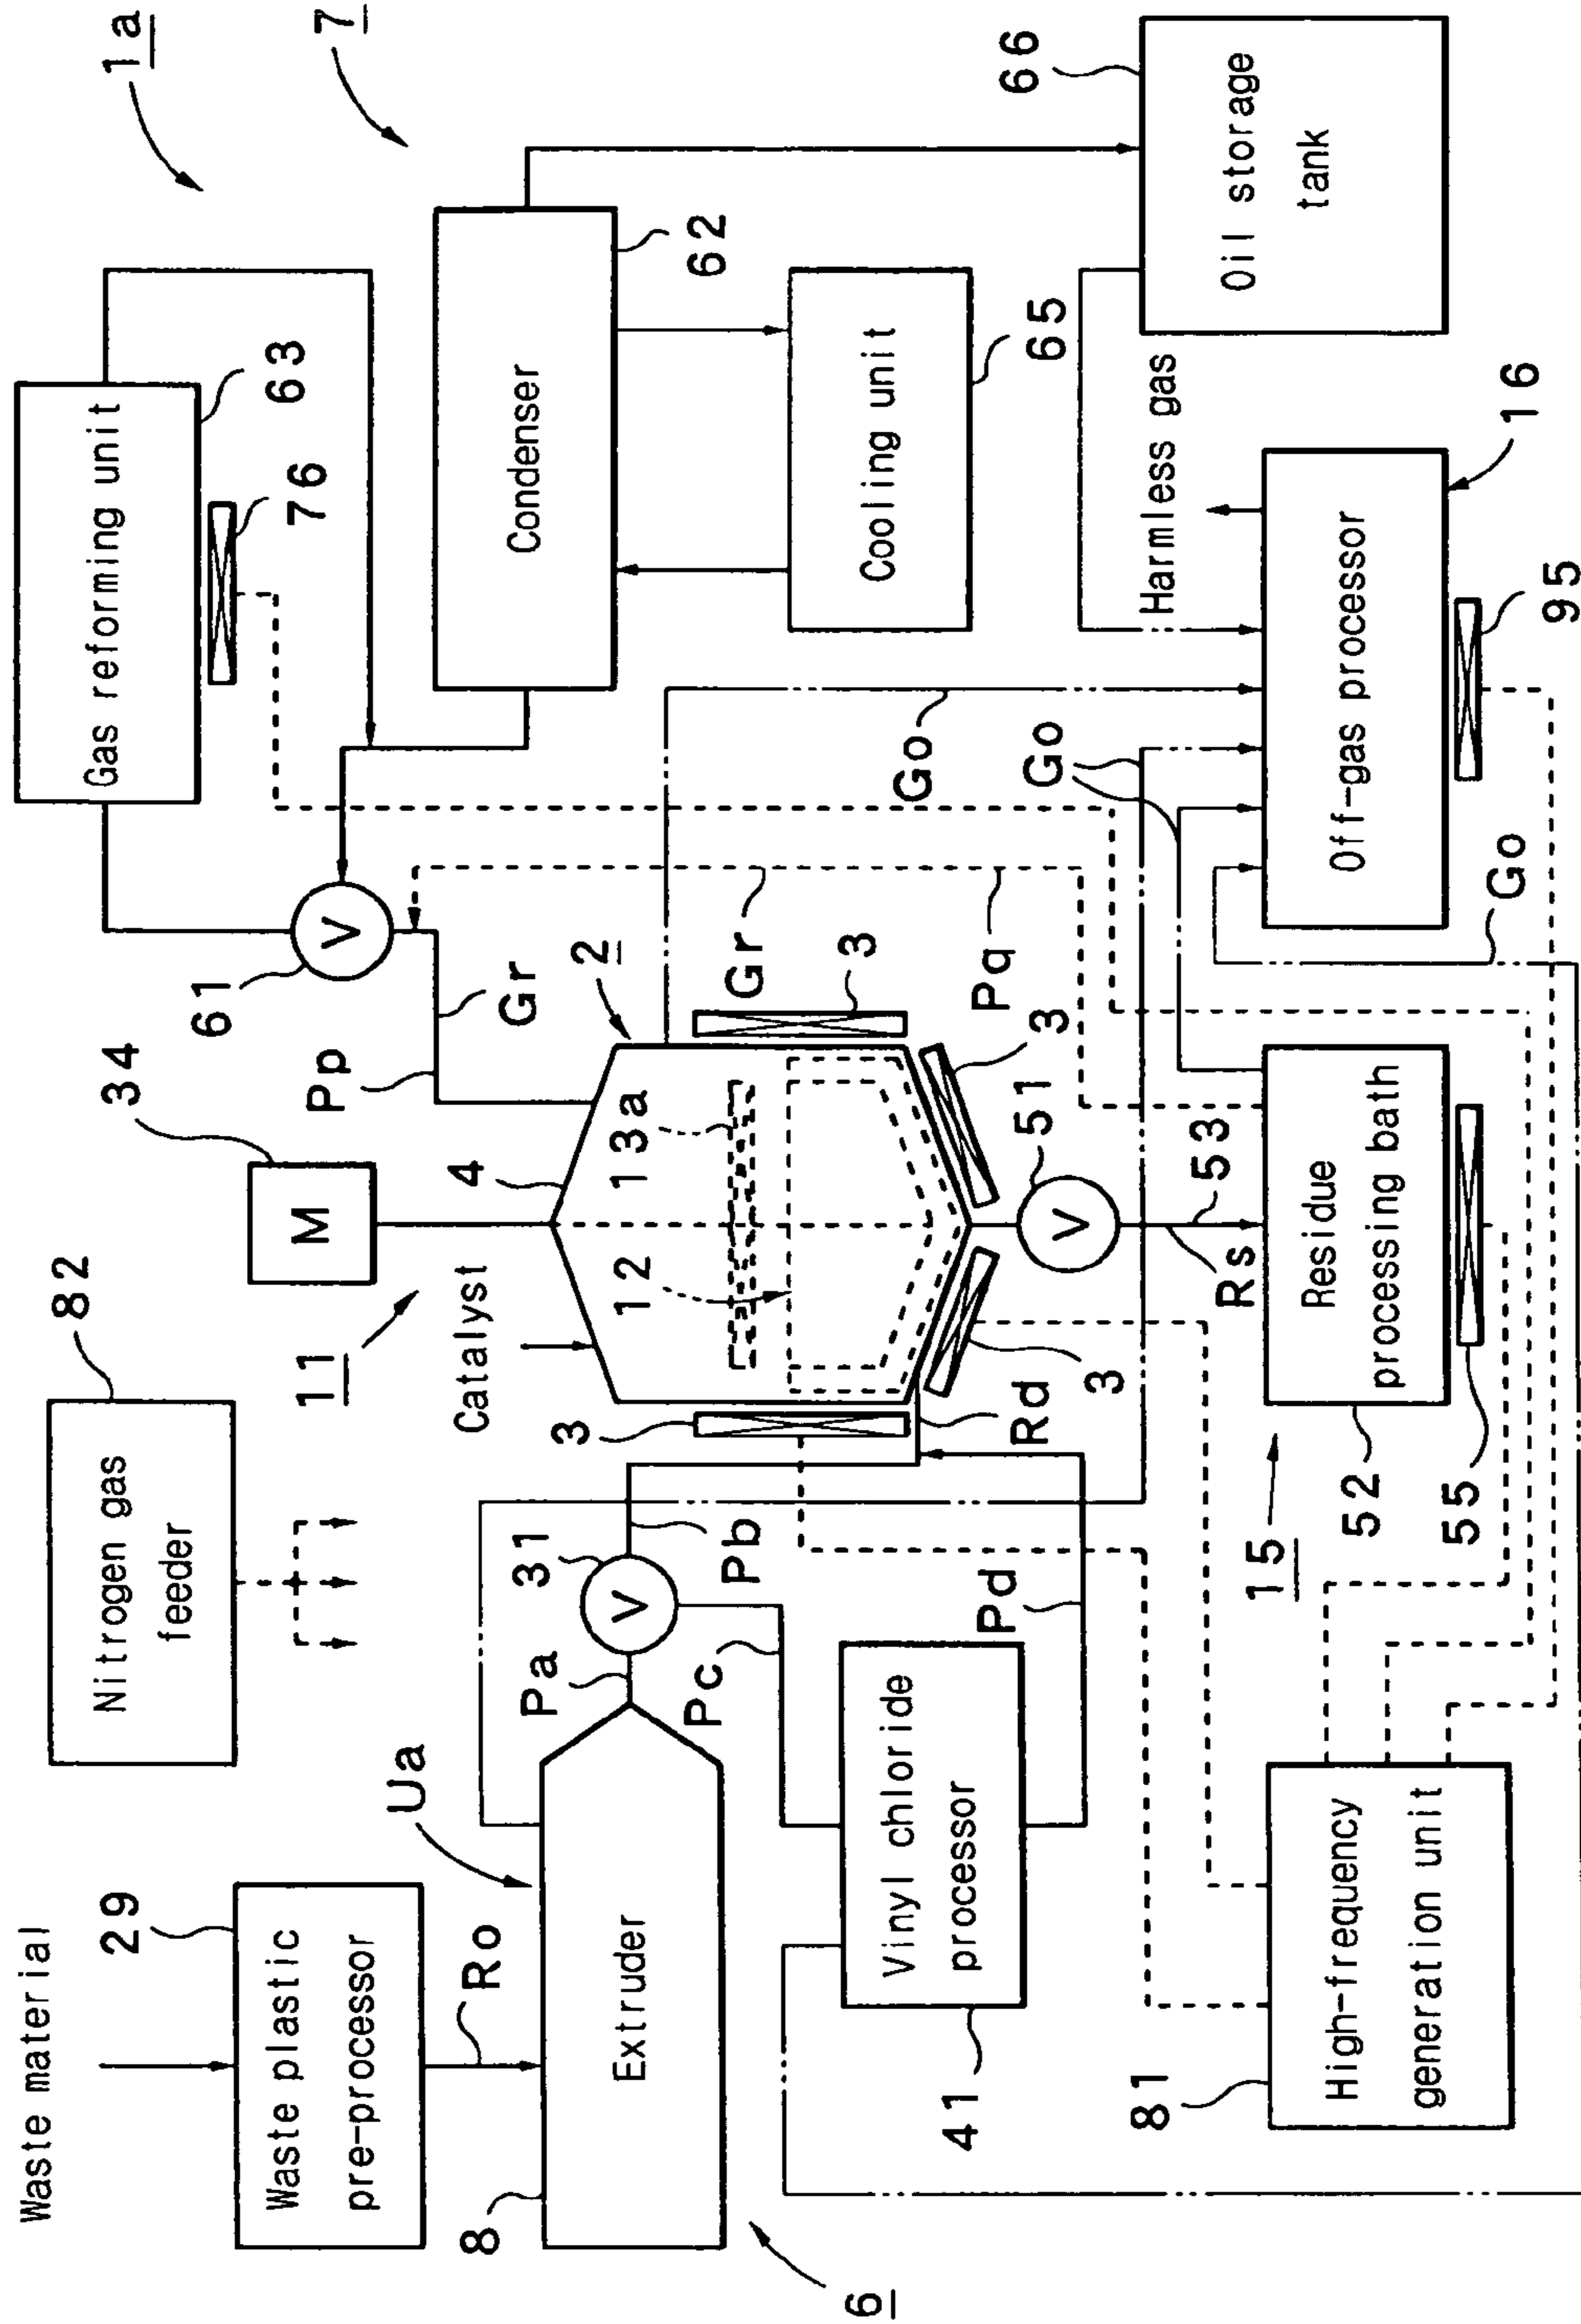 Waste material
29
Waste plastic
pre-processor
Ro
8
Extruder
6
Ua
Pa
31
V
Pb
Pc
Vinyl chloride
processor
41
Pd
81
High-frequency
generation unit
Nitrogen gas
feeder
82
11
Catalyst
34
M
4
12
13a
2
3
3
3
3
Rd
51
V
Rs
53
Residue
processing bath
15
52
55
Pp
Gr
61
V
Gr
Pq
Gas reforming unit
63
76
1a
7
Condenser
62
Cooling unit
65
66
Oil storage
tank
Harmless gas
Go
Go
Go
Off-gas processor
16
95